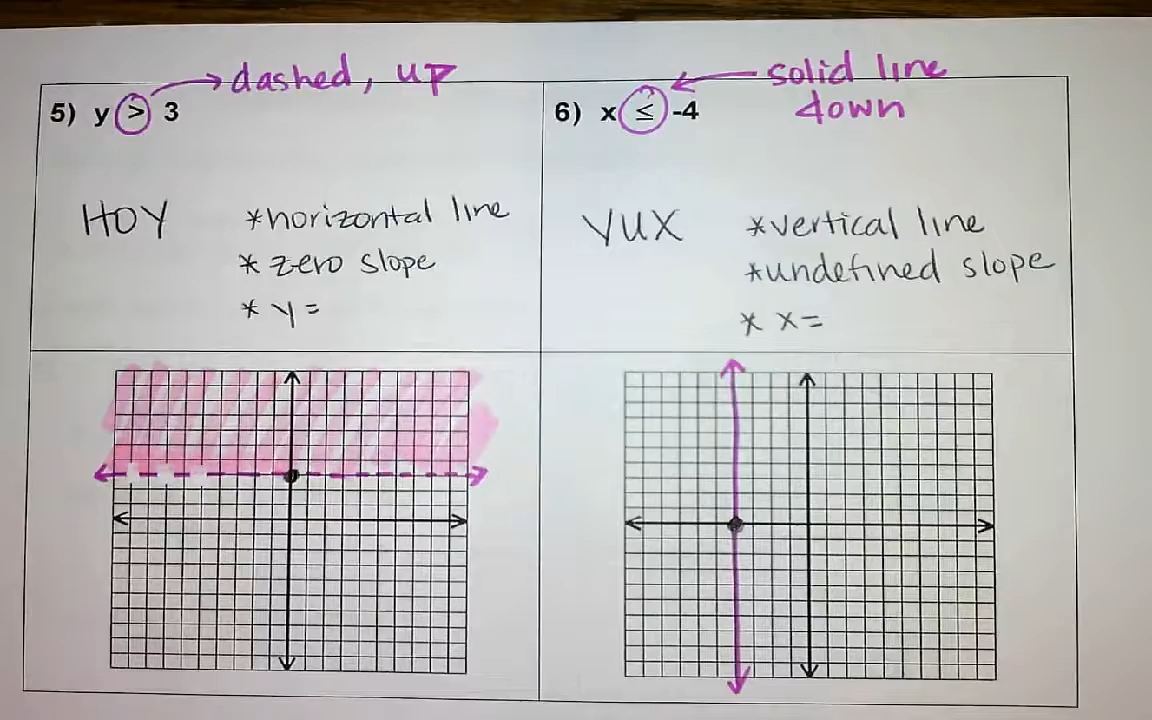 dashed, up
5) y > 3
HOY
*horizontal line
* zero slope
* y =
solid line
down
6) x ≤ -4
VUX
*vertical line
*undefined slope
* x=